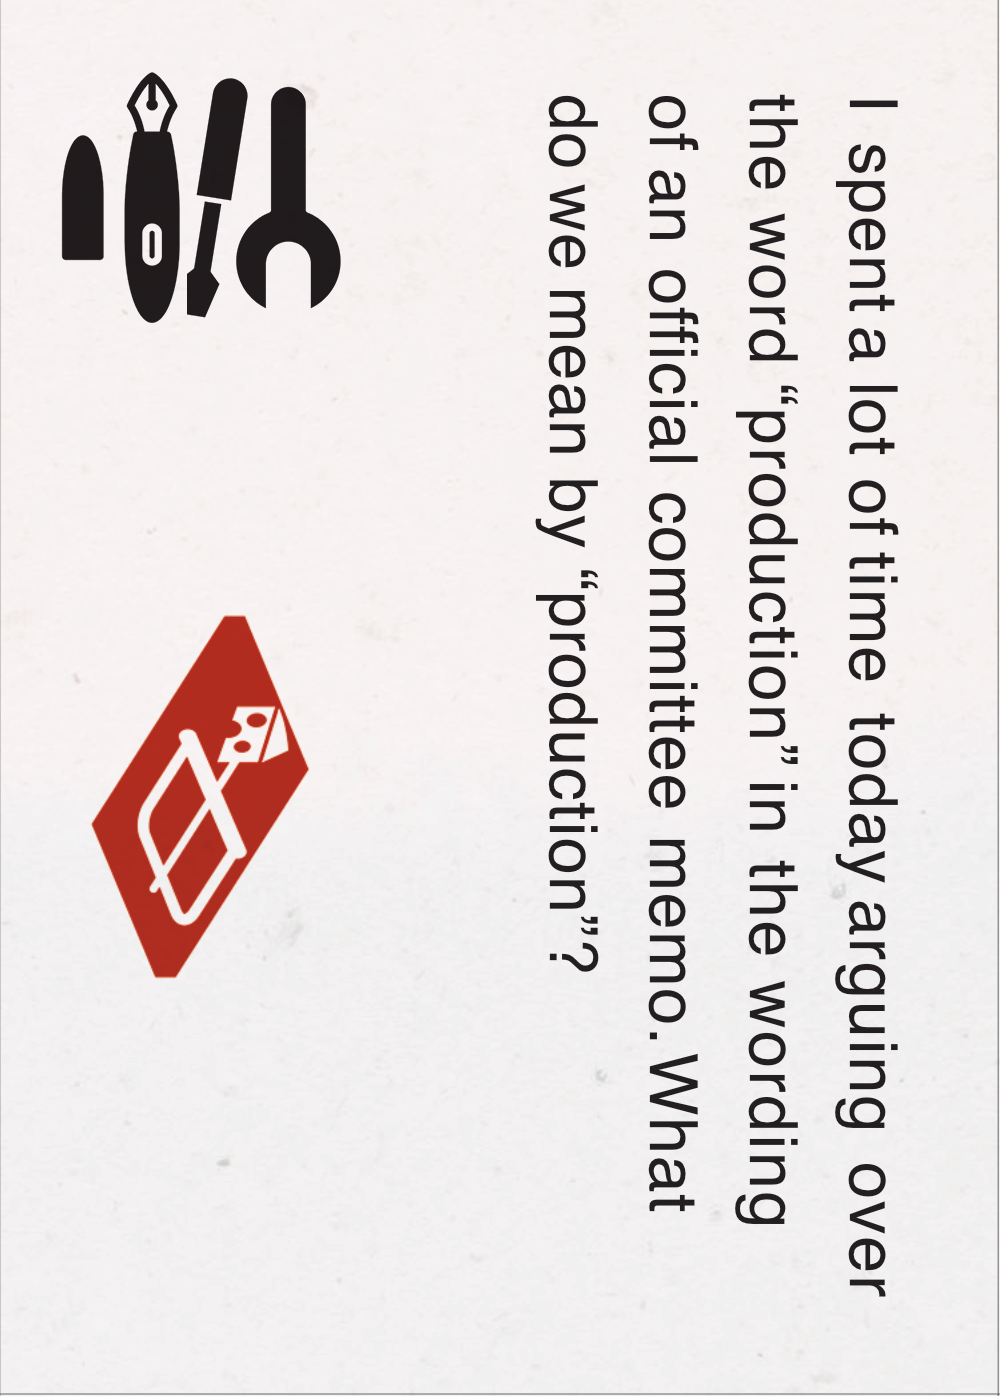 I spent a lot of time today arguing over
the word “production” in the wording
of an official committee memo. What
do we mean by “production”?